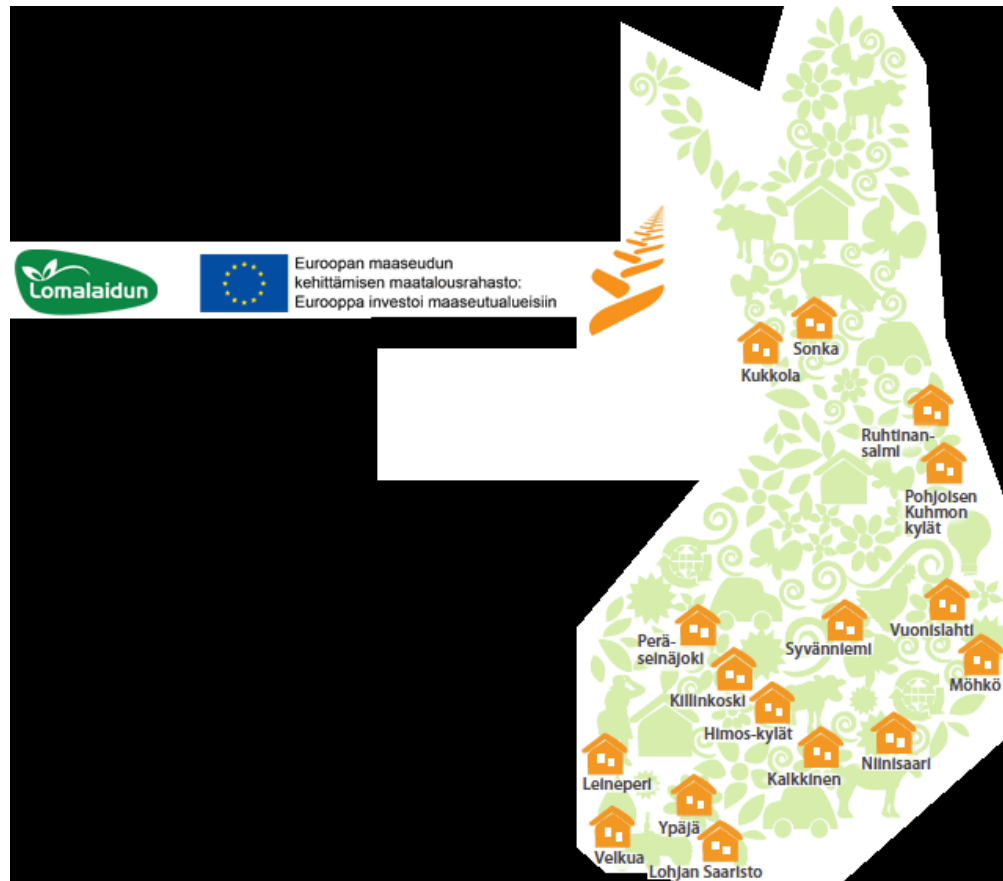 Lomalaidun
Euroopan maaseudun
kehittämisen maatalousrahasto:
Eurooppa investoi maaseutualueisiin
Sonka
Kukkola
Ruhtinan-
salmi
Pohjoisen
Kuhmon
kylät
Vuonislahti
Perä-
seinäjoki
Syvänniemi
Möhkö
Killinkoski
Himos-kylät
Niinisaari
Kalkkinen
Leineperi
Ypäjä
Velkua
Lohjan Saaristo